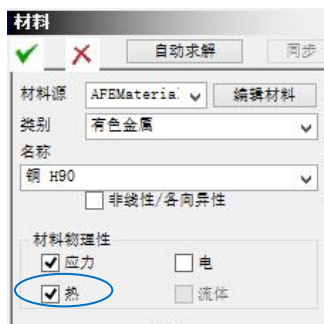 材料
自动求解 同步
材料源 AFEMaterial 编辑材料
类别 有色金属
名称
铜 H90
非线性/各向异性
材料物理性
应力 电
热 流体